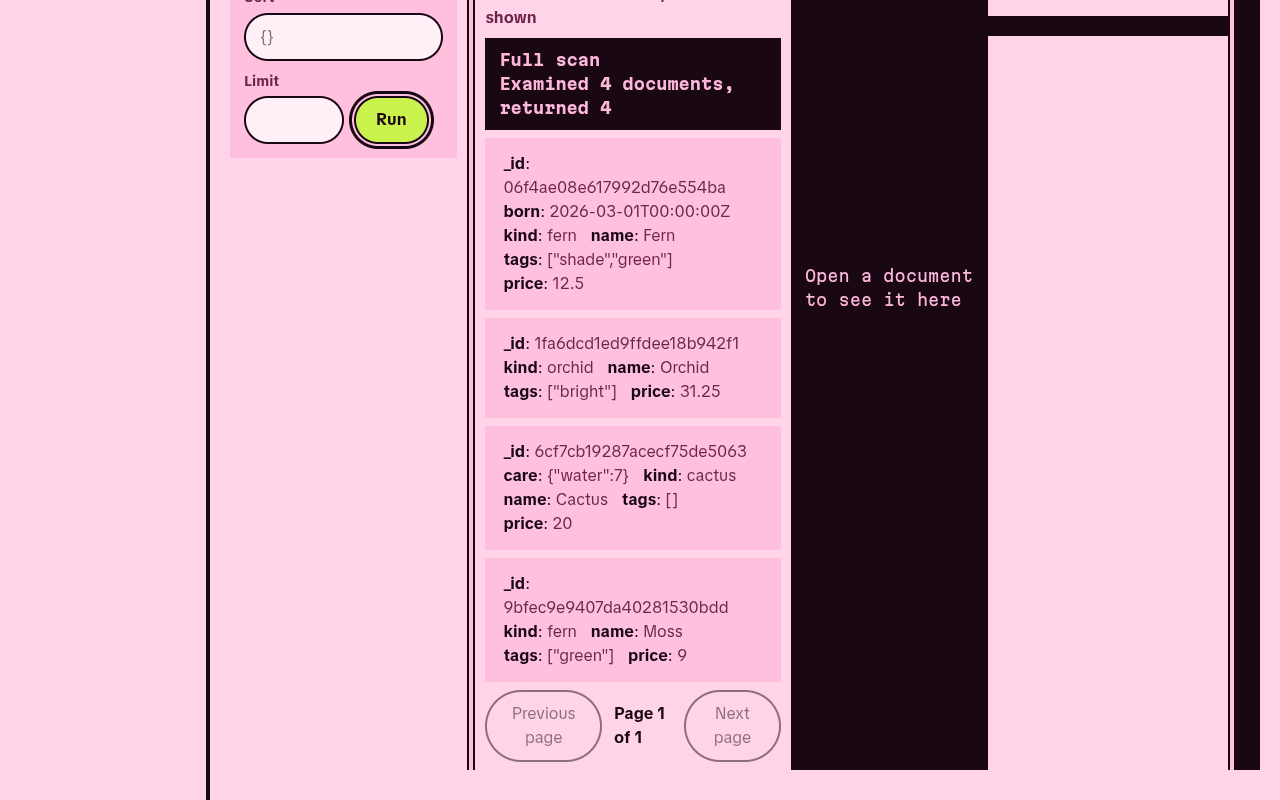 {}
Limit
Run
shown
Full scan
Examined 4 documents,
returned 4
_id:
06f4ae08e617992d76e554ba
born: 2026-03-01T00:00:00Z
kind: fern name: Fern
tags: ["shade","green"]
price: 12.5
_id: 1fa6dcd1ed9ffdee18b942f1
kind: orchid name: Orchid
tags: ["bright"] price: 31.25
_id: 6cf7cb19287acecf75de5063
care: {"water":7} kind: cactus
name: Cactus tags: []
price: 20
_id:
9bfec9e9407da40281530bdd
kind: fern name: Moss
tags: ["green"] price: 9
Previous
page
Page 1
of 1
Next
page
Open a document
to see it here